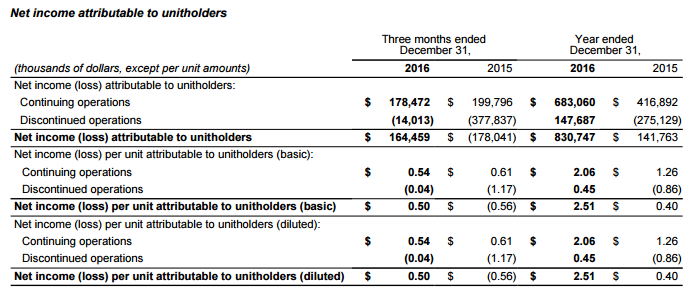 Net income attributable to unitholders
Three months ended Year ended
December 31, December 31,
(thousands of dollars, except per unit amounts) 2016 2015 2016 2015
Net income (loss) attributable to unitholders:
Continuing operations $ 178,472 $ 199,796 $ 683,060 $ 416,892
Discontinued operations (14,013) (377,837) 147,687 (275,129)
Net income (loss) attributable to unitholders $ 164,459 $ (178,041) $ 830,747 $ 141,763
Net income (loss) per unit attributable to unitholders (basic):
Continuing operations $ 0.54 $ 0.61 $ 2.06 $ 1.26
Discontinued operations (0.04) (1.17) 0.45 (0.86)
Net income (loss) per unit attributable to unitholders (basic) $ 0.50 $ (0.56) $ 2.51 $ 0.40
Net income (loss) per unit attributable to unitholders (diluted):
Continuing operations $ 0.54 $ 0.61 $ 2.06 $ 1.26
Discontinued operations (0.04) (1.17) 0.45 (0.86)
Net income (loss) per unit attributable to unitholders (diluted) $ 0.50 $ (0.56) $ 2.51 $ 0.40